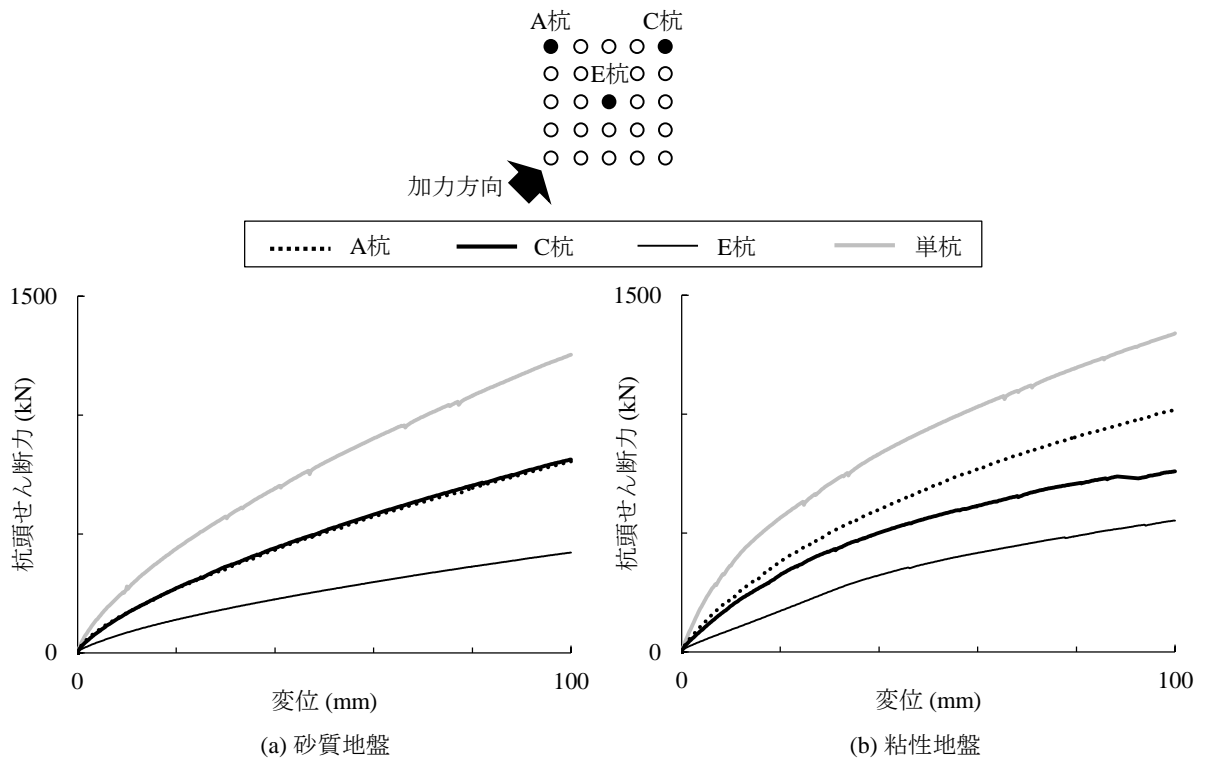 A杭 C杭
E杭
加力方向
A杭 C杭 E杭 単杭
1500
杭頭せん断力 (kN)
0
0 100
変位 (mm)
(a) 砂質地盤
1500
杭頭せん断力 (kN)
0
0 100
変位 (mm)
(b) 粘性地盤